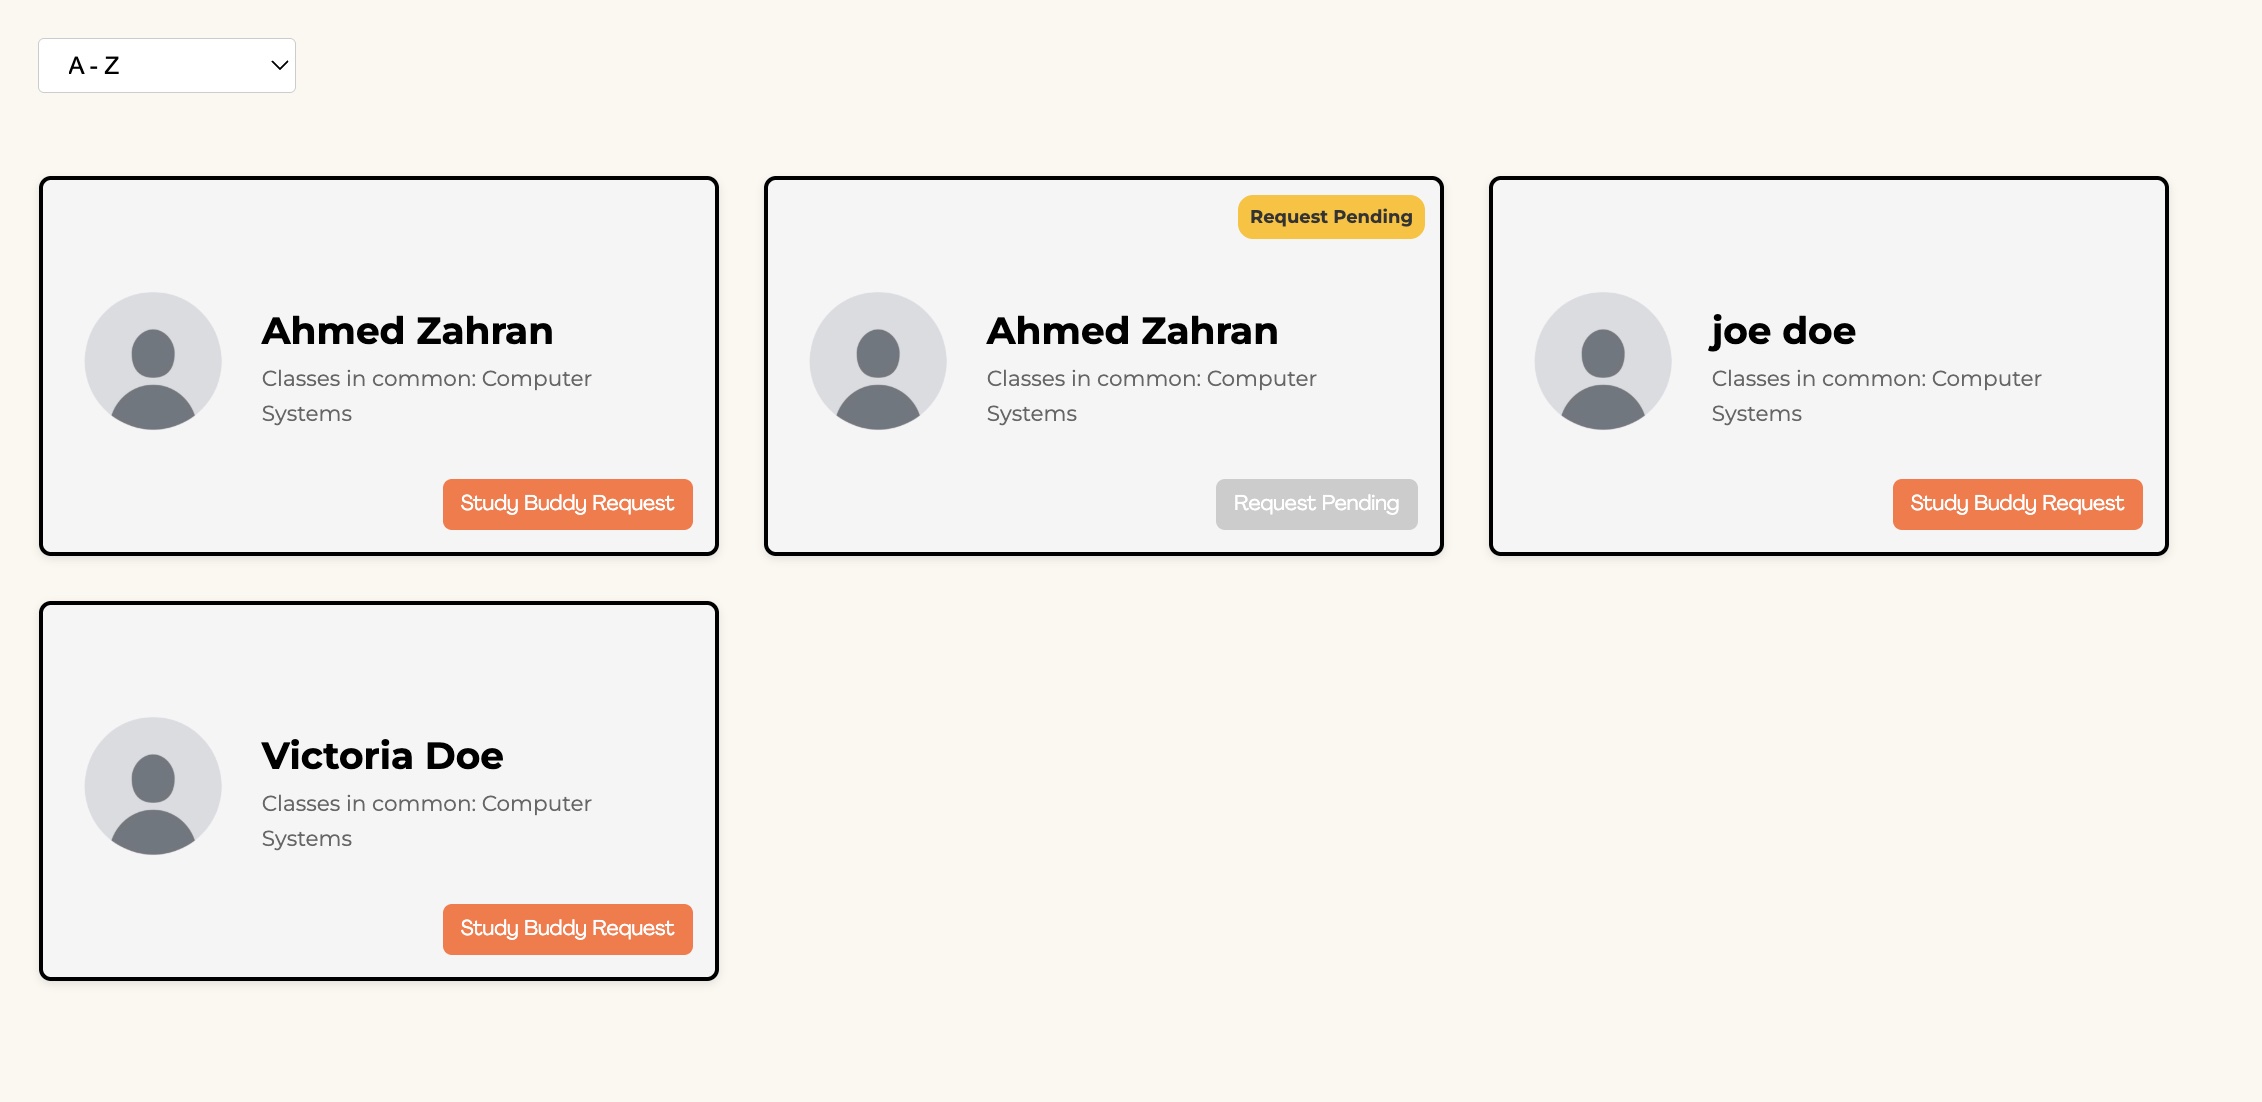 A - Z
Ahmed Zahran
Classes in common: Computer
Systems
Study Buddy Request
Request Pending
Ahmed Zahran
Classes in common: Computer
Systems
Request Pending
joe doe
Classes in common: Computer
Systems
Study Buddy Request
Victoria Doe
Classes in common: Computer
Systems
Study Buddy Request